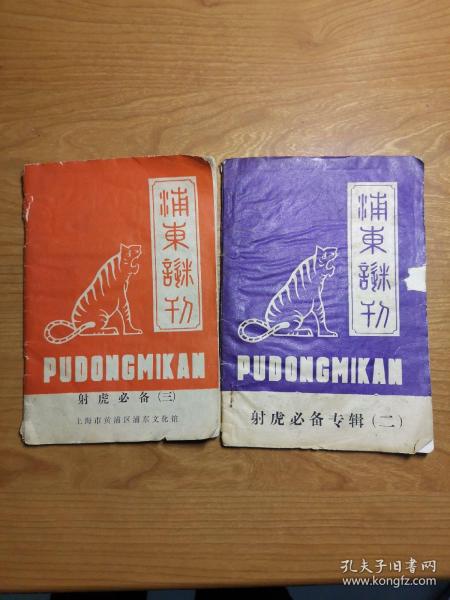 浦東謎刊
PUDONGMIKAN
射虎必备(三)
上海市黄浦区浦东文化馆
浦東謎刊
PUDONGMIKAN
射虎必备专辑(二)
孔夫子旧书网
www.kongfz.com